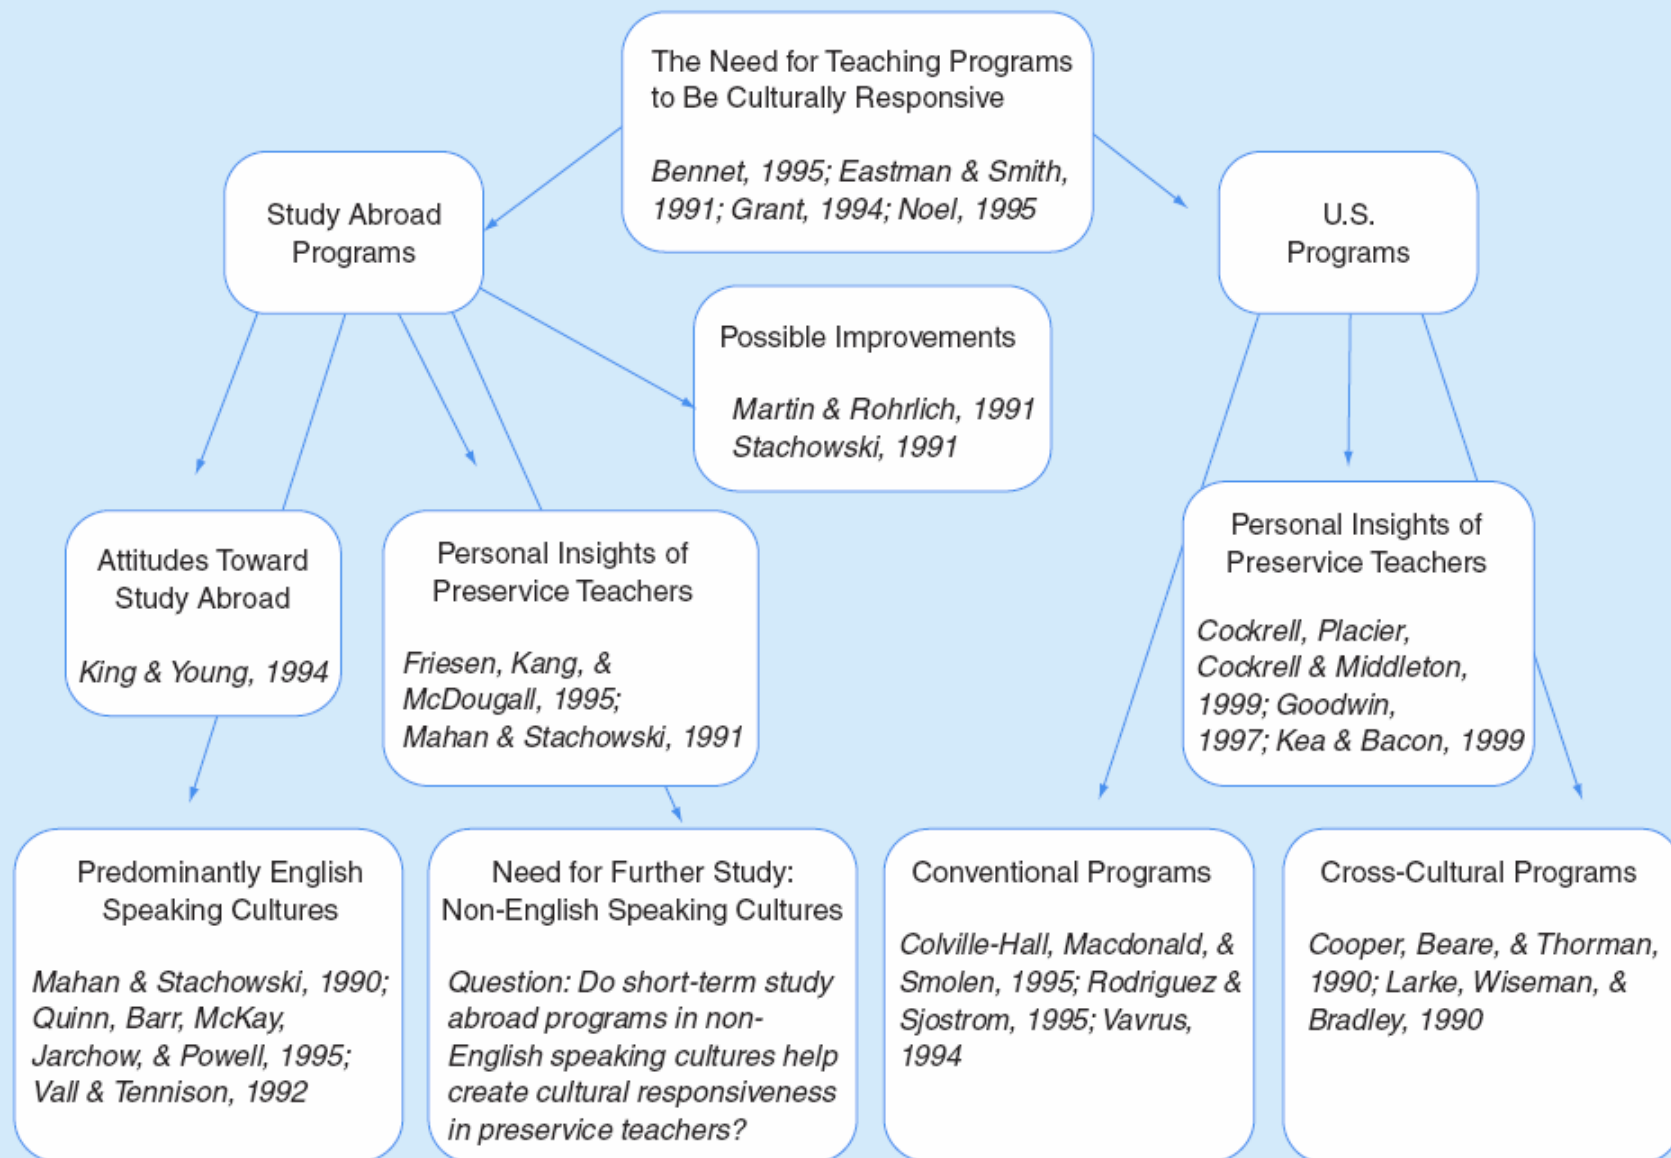 The Need for Teaching Programs
to Be Culturally Responsive
Bennet, 1995; Eastman & Smith,
1991; Grant, 1994; Noel, 1995
Study Abroad
Programs
U.S.
Programs
Possible Improvements
Martin & Rohrlich, 1991
Stachowski, 1991
Attitudes Toward
Study Abroad
King & Young, 1994
Personal Insights of
Preservice Teachers
Friesen, Kang, &
McDougall, 1995;
Mahan & Stachowski, 1991
Personal Insights of
Preservice Teachers
Cockrell, Placier,
Cockrell & Middleton,
1999; Goodwin,
1997; Kea & Bacon, 1999
Predominantly English
Speaking Cultures
Mahan & Stachowski, 1990;
Quinn, Barr, McKay,
Jarchow, & Powell, 1995;
Vall & Tennison, 1992
Need for Further Study:
Non-English Speaking Cultures
Question: Do short-term study
abroad programs in non-
English speaking cultures help
create cultural responsiveness
in preservice teachers?
Conventional Programs
Colville-Hall, Macdonald, &
Smolen, 1995; Rodriguez &
Sjostrom, 1995; Vavrus,
1994
Cross-Cultural Programs
Cooper, Beare, & Thorman,
1990; Larke, Wiseman, &
Bradley, 1990